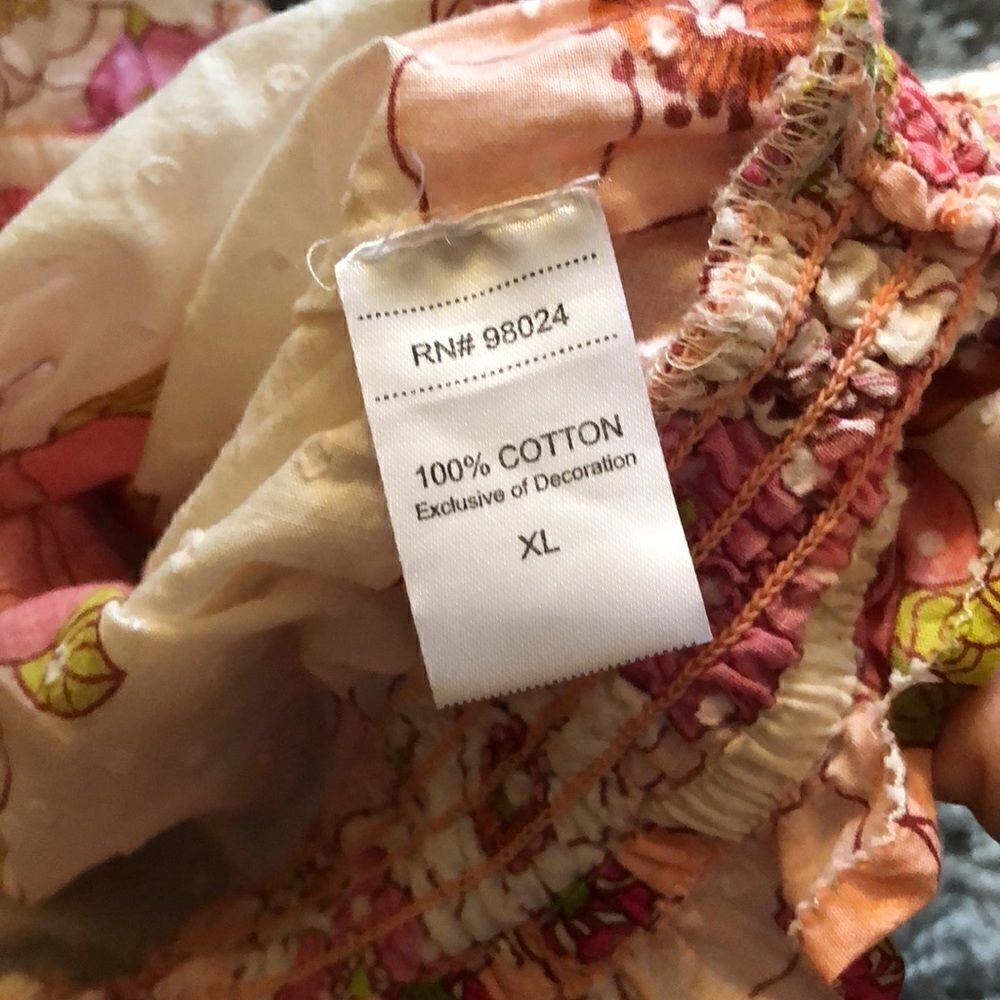 RN# 98024
100% COTTON
Exclusive of Decoration
XL